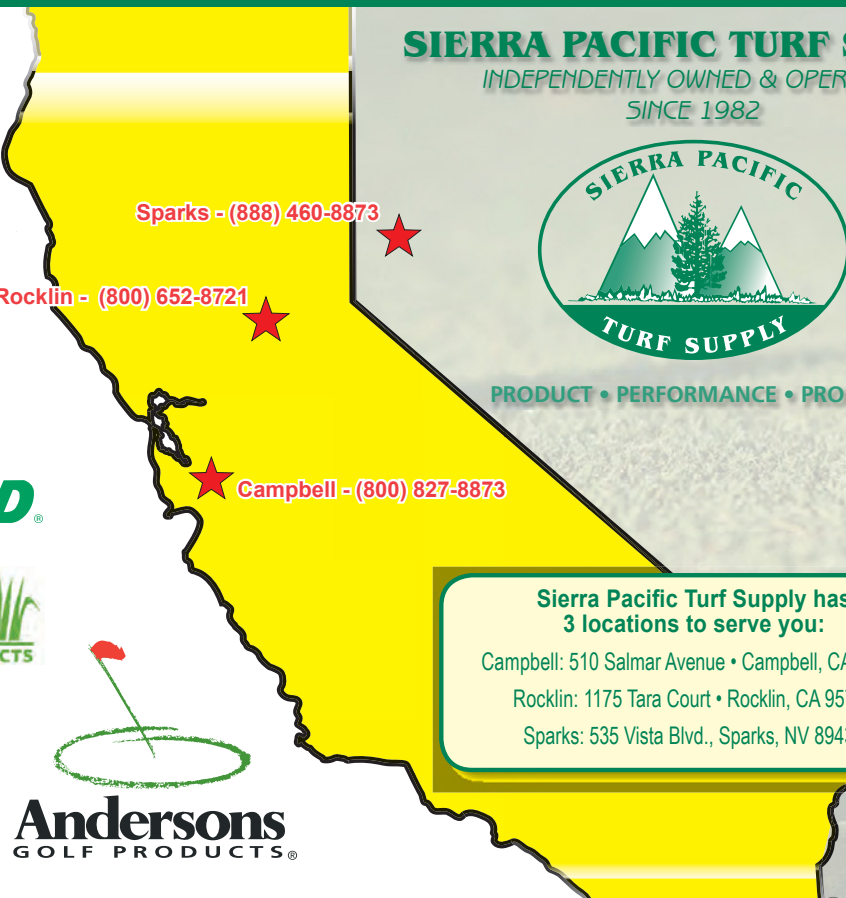 SIERRA PACIFIC TURF
INDEPENDENTLY OWNED & OPER
SINCE 1982
SIERRA PACIFIC
TURF SUPPLY
PRODUCT • PERFORMANCE • PRO
Sparks - (888) 460-8873
Rocklin - (800) 652-8721
Campbell - (800) 827-8873
D®
CTS
Sierra Pacific Turf Supply has
3 locations to serve you:
Campbell: 510 Salmar Avenue • Campbell, CA
Rocklin: 1175 Tara Court • Rocklin, CA 957
Sparks: 535 Vista Blvd., Sparks, NV 8943
Andersons
GOLF PRODUCTS®